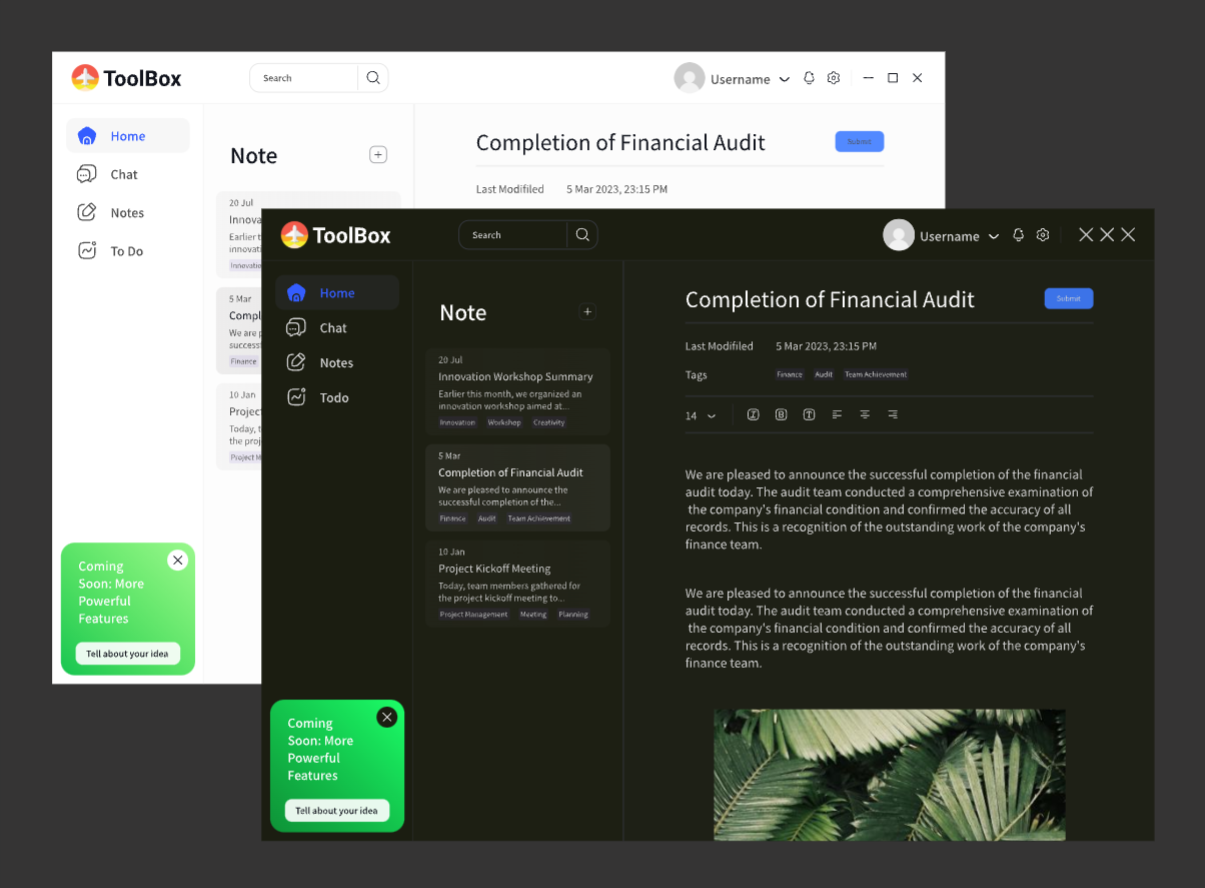 ToolBox
Search
Username
Home
Chat
Notes
To Do
Note
20 Jul
Innova
Earlier t
innovati
Innovatio
5 Mar
Compl
We are p
success
Finance
10 Jan
Project
Today, t
the proj
Project M
Completion of Financial Audit
Submit
Last Modifiled 5 Mar 2023, 23:15 PM
Coming
Soon: More
Powerful
Features
Tell about your idea
ToolBox
Search
Username
Home
Chat
Notes
Todo
Note
20 Jul
Innovation Workshop Summary
Earlier this month, we organized an
innovation workshop aimed at...
Innovation Workshop Creativity
5 Mar
Completion of Financial Audit
We are pleased to announce the
successful completion of the...
Finance Audit Team Achievement
10 Jan
Project Kickoff Meeting
Today, team members gathered for
the project kickoff meeting to...
Project Management Meeting Planning
Completion of Financial Audit
Submit
Last Modifiled 5 Mar 2023, 23:15 PM
Tags Finance Audit Team Achievement
14
We are pleased to announce the successful completion of the financial
audit today. The audit team conducted a comprehensive examination of
the company's financial condition and confirmed the accuracy of all
records. This is a recognition of the outstanding work of the company's
finance team.
We are pleased to announce the successful completion of the financial
audit today. The audit team conducted a comprehensive examination of
the company's financial condition and confirmed the accuracy of all
records. This is a recognition of the outstanding work of the company's
finance team.
Coming
Soon: More
Powerful
Features
Tell about your idea